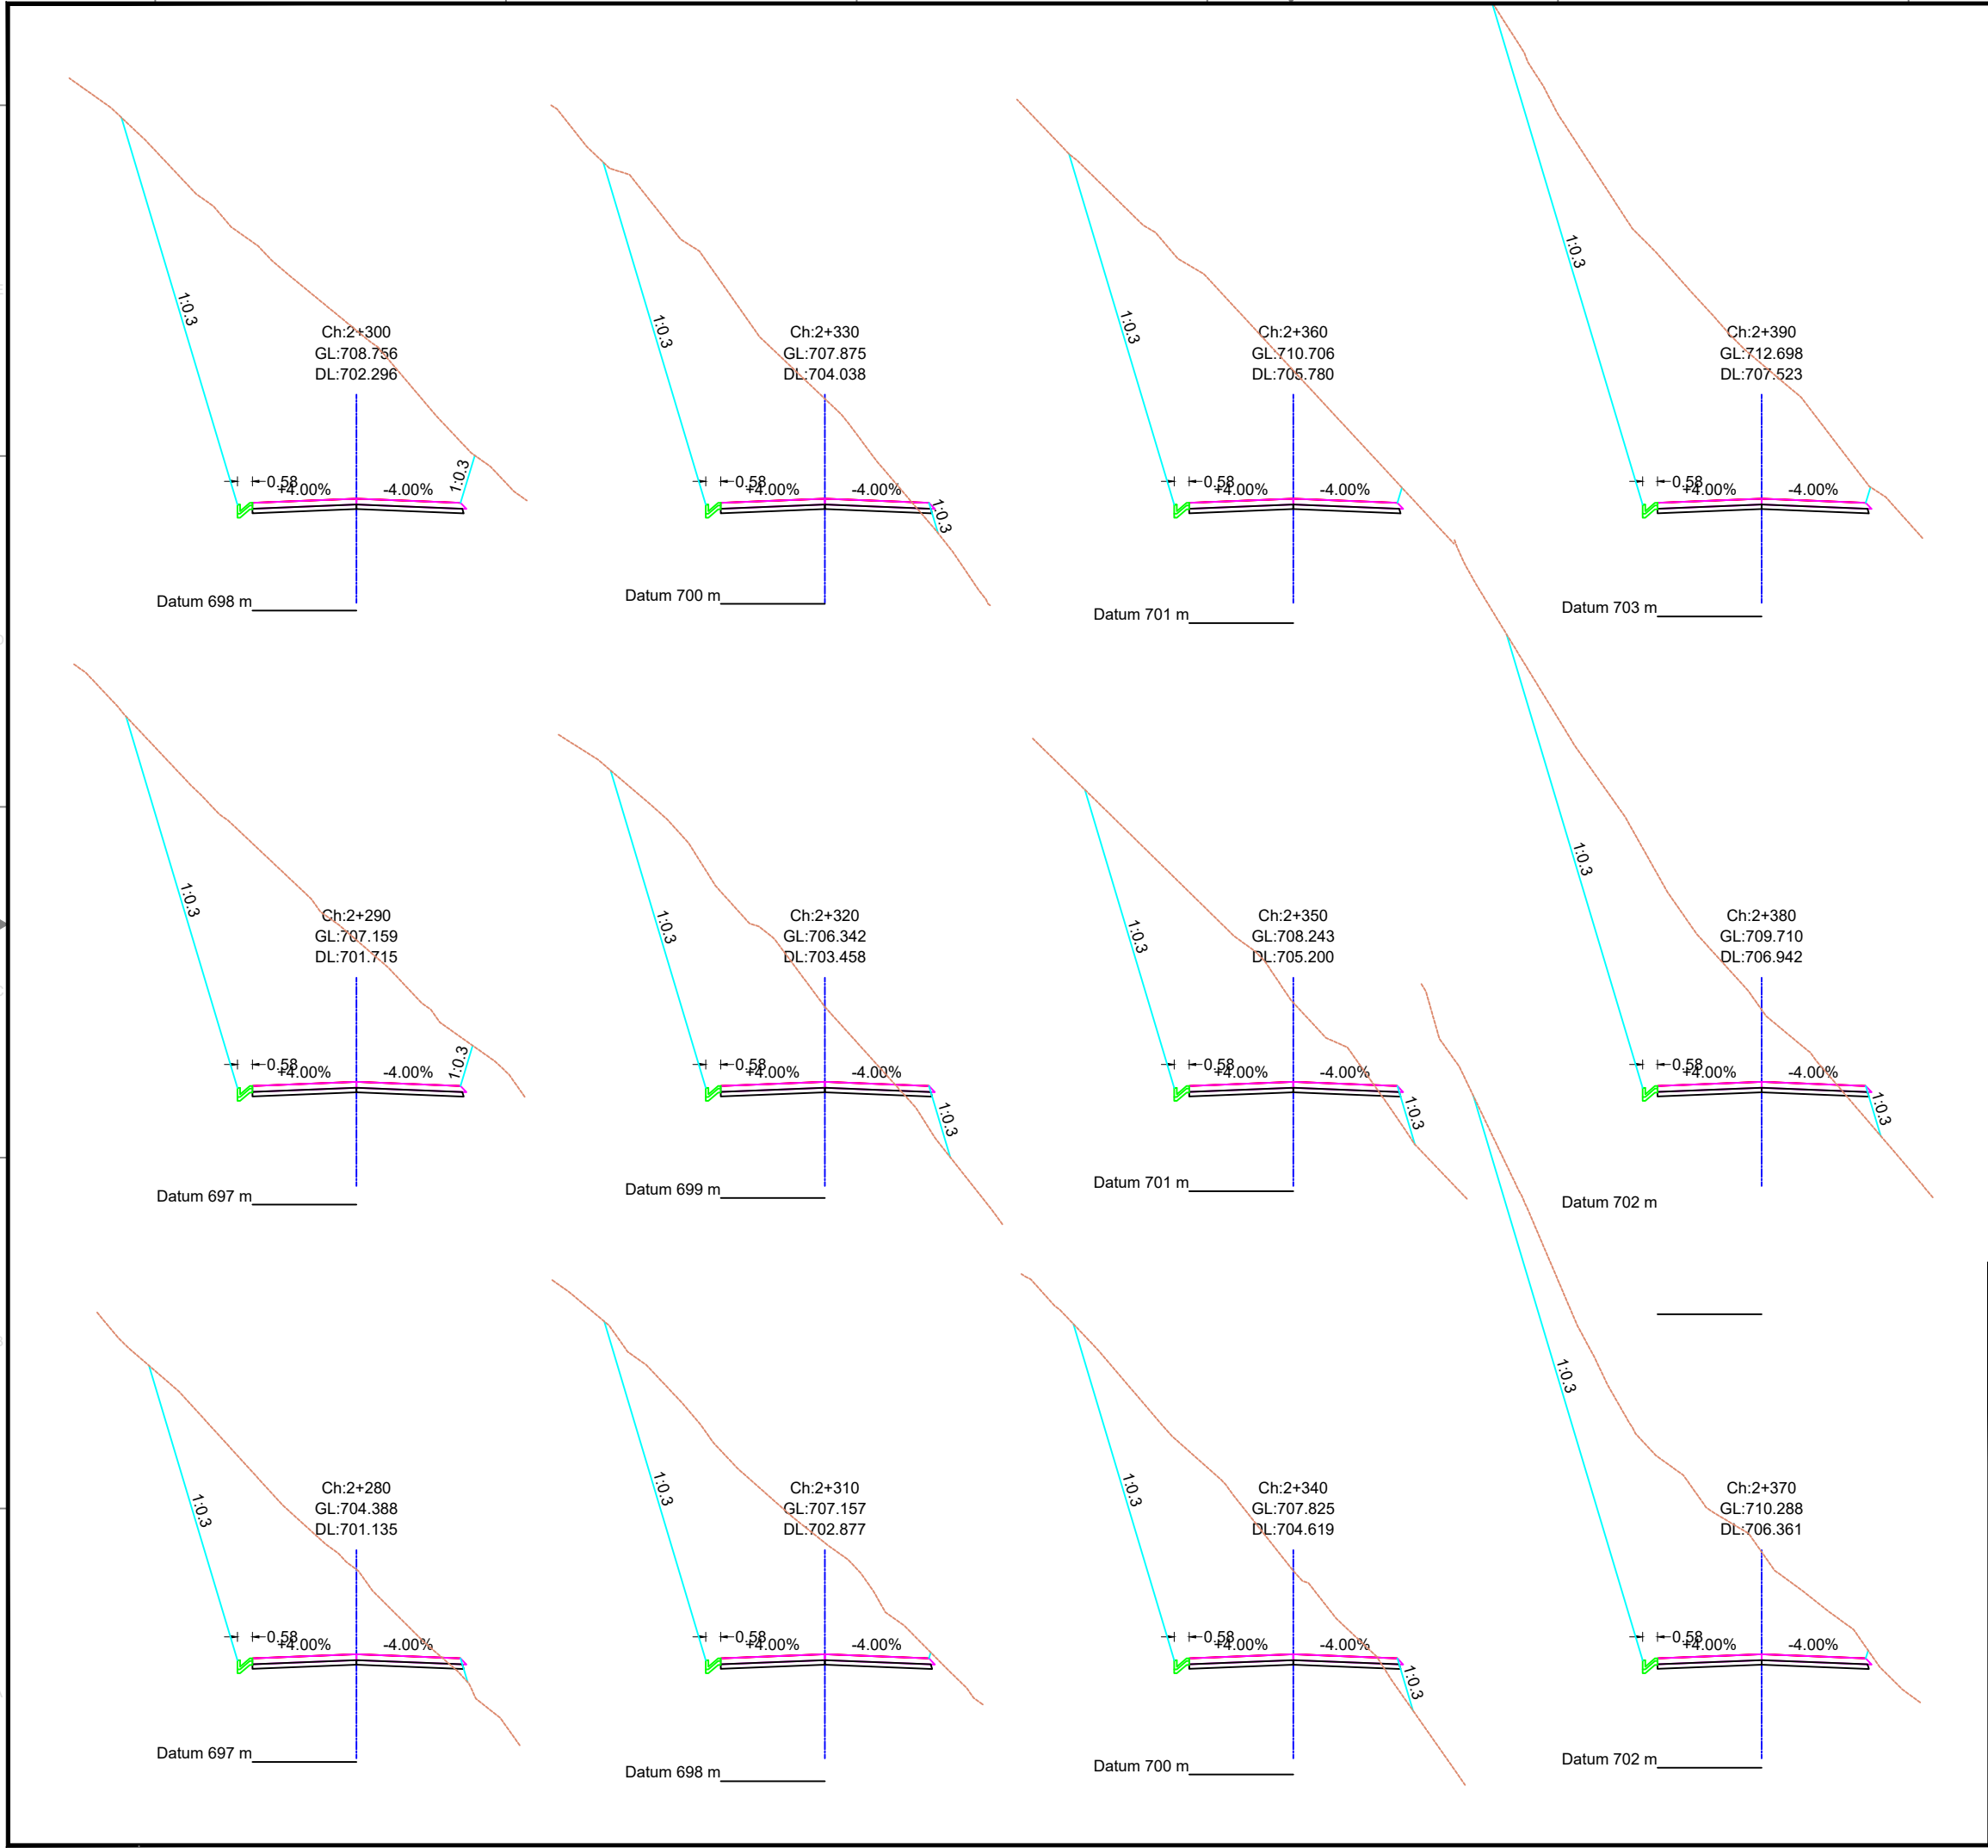 Ch:2+300
GL:708.756
DL:702.296
1:0.3
0.58
+4.00%
-4.00%
1:0.3
Datum 698 m
Ch:2+330
GL:707.875
DL:704.038
1:0.3
0.58
+4.00%
-4.00%
1:0.3
Datum 700 m
Ch:2+360
GL:710.706
DL:705.780
1:0.3
0.58
+4.00%
-4.00%
Datum 701 m
Ch:2+390
GL:712.698
DL:707.523
1:0.3
0.58
+4.00%
-4.00%
Datum 703 m
Ch:2+290
GL:707.159
DL:701.715
1:0.3
0.58
+4.00%
-4.00%
1:0.3
Datum 697 m
Ch:2+320
GL:706.342
DL:703.458
1:0.3
0.58
+4.00%
-4.00%
1:0.3
Datum 699 m
Ch:2+350
GL:708.243
DL:705.200
1:0.3
0.58
+4.00%
-4.00%
1:0.3
Datum 701 m
Ch:2+380
GL:709.710
DL:706.942
1:0.3
0.58
+4.00%
-4.00%
1:0.3
Datum 702 m
Ch:2+280
GL:704.388
DL:701.135
1:0.3
0.58
+4.00%
-4.00%
Datum 697 m
Ch:2+310
GL:707.157
DL:702.877
1:0.3
0.58
+4.00%
-4.00%
Datum 698 m
Ch:2+340
GL:707.825
DL:704.619
1:0.3
0.58
+4.00%
-4.00%
1:0.3
Datum 700 m
Ch:2+370
GL:710.288
DL:706.361
1:0.3
0.58
+4.00%
-4.00%
Datum 702 m